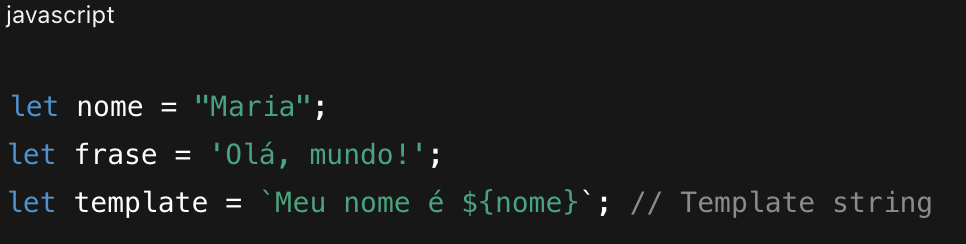 javascript
let nome = "Maria";
let frase = 'Olá, mundo!';
let template = `Meu nome é ${nome}`; // Template string